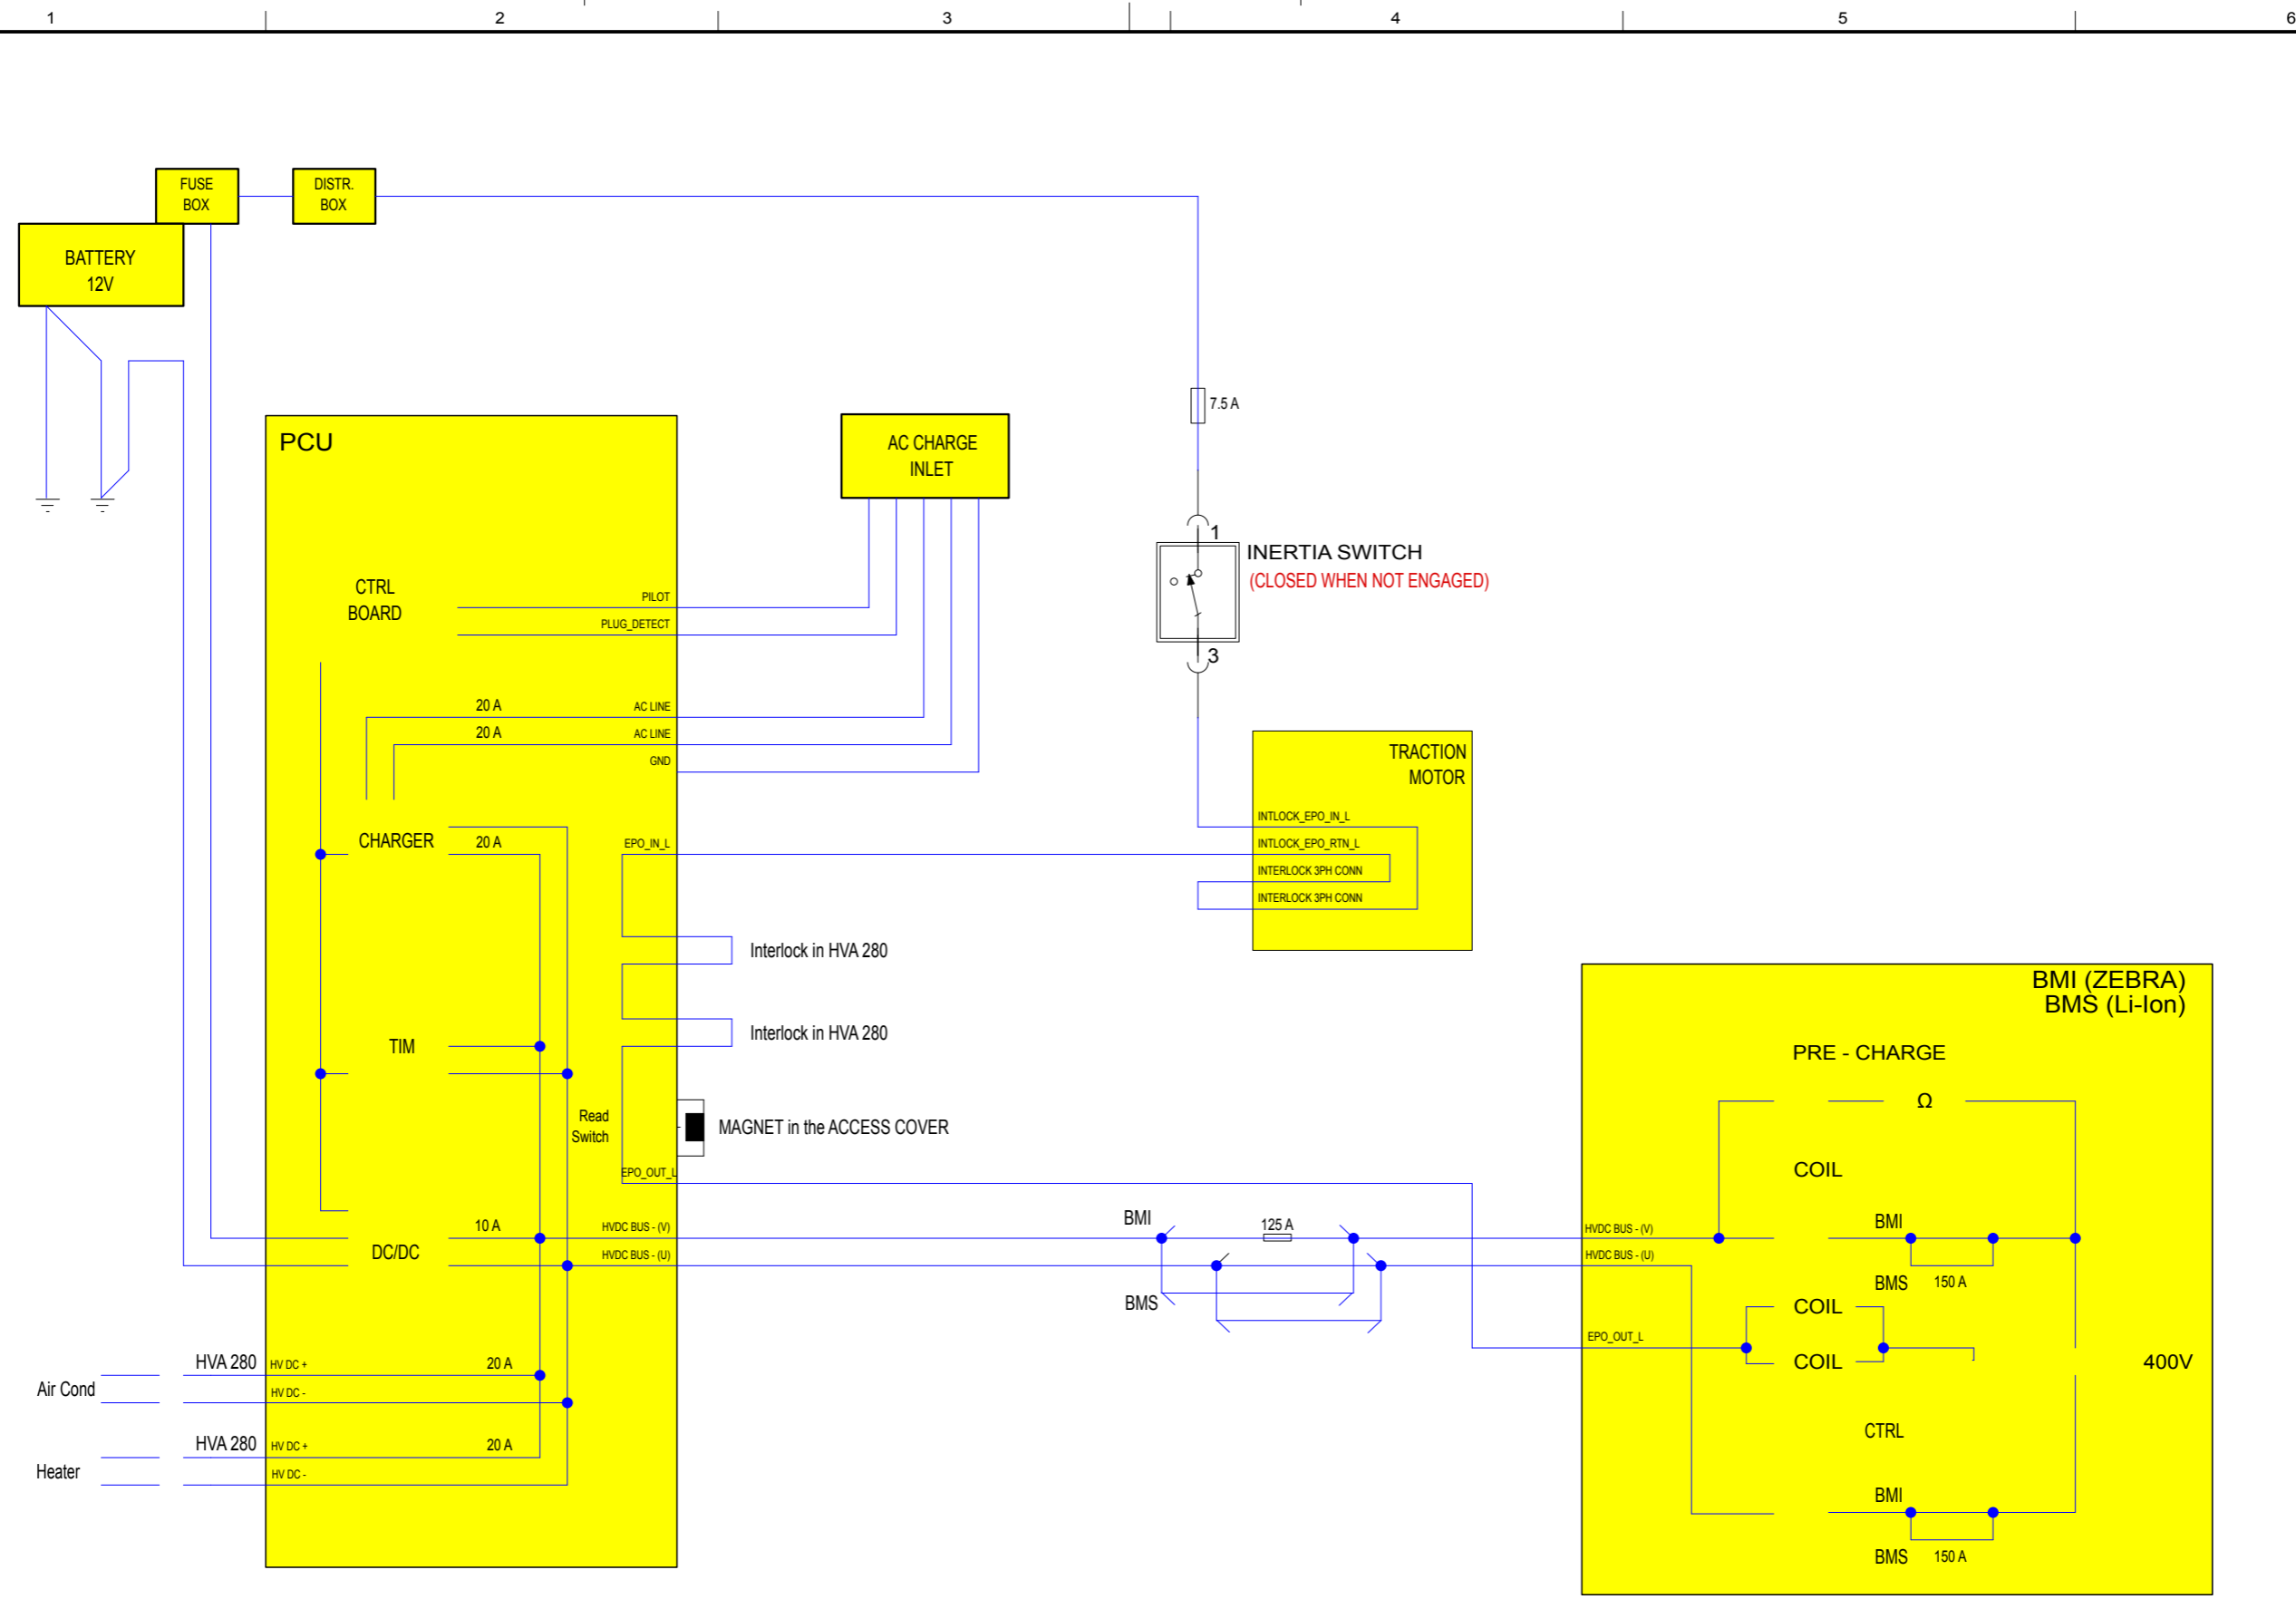 1 2 3 4 5 6
FUSE
BOX
DISTR.
BOX
BATTERY
12V
7.5 A
PCU
AC CHARGE
INLET
1
INERTIA SWITCH
(CLOSED WHEN NOT ENGAGED)
3
CTRL
BOARD
PILOT
PLUG_DETECT
20 A
AC LINE
20 A
AC LINE
GND
TRACTION
MOTOR
INTLOCK_EPO_IN_L
INTLOCK_EPO_RTN_L
INTERLOCK 3PH CONN
INTERLOCK 3PH CONN
CHARGER
20 A
EPO_IN_L
Interlock in HVA 280
Interlock in HVA 280
TIM
Read
Switch
MAGNET in the ACCESS COVER
EPO_OUT_L
10 A
HVDC BUS - (V)
DC/DC
HVDC BUS - (U)
BMI
125 A
BMS
HVA 280
HV DC +
20 A
Air Cond
HV DC -
HVA 280
HV DC +
20 A
Heater
HV DC -
BMI (ZEBRA)
BMS (Li-Ion)
PRE - CHARGE
Ω
COIL
HVDC BUS - (V)
BMI
HVDC BUS - (U)
BMS
150 A
COIL
EPO_OUT_L
COIL
400V
CTRL
BMI
BMS
150 A